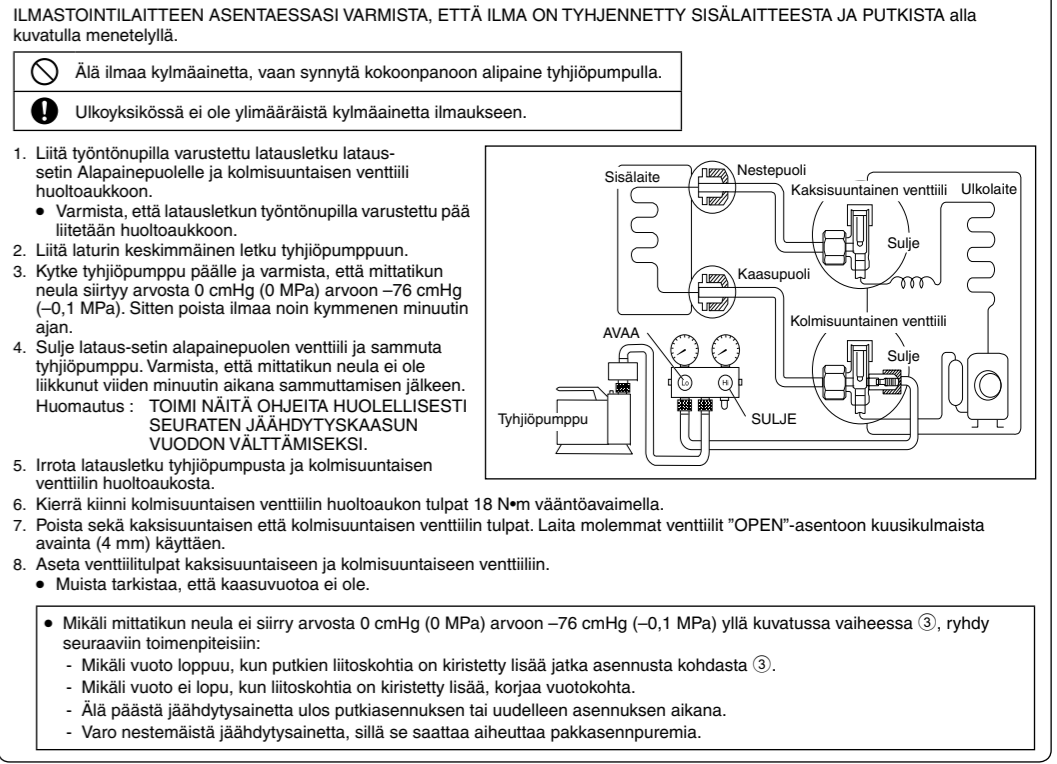 ILMASTOINTILAITTEEN ASENTAESSASI VARMISTA, ETTÄ ILMA ON TYHJENNETTY SISÄLAITTEESTA JA PUTKISTA alla
kuvatulla menetelyllä.
Älä ilmaa kylmäainetta, vaan synnytä kokoonpanoon alipaine tyhjiöpumpulla.
Ulkoyksikössä ei ole ylimääräistä kylmäainetta ilmaukseen.
1. Liitä työntönupilla varustettu latausletku lataus-
setin Alapainepuolelle ja kolmisuuntaisen venttiili
huoltoaukkoon.
• Varmista, että latausletkun työntönupilla varustettu pää
liitetään huoltoaukkoon.
2. Liitä laturin keskimmäinen letku tyhjiöpumppuun.
3. Kytke tyhjiöpumppu päälle ja varmista, että mittatikun
neula siirtyy arvosta 0 cmHg (0 MPa) arvoon –76 cmHg
(–0,1 MPa). Sitten poista ilmaa noin kymmenen minuutin
ajan.
4. Sulje lataus-setin alapainepuolen venttiili ja sammuta
tyhjiöpumppu. Varmista, että mittatikun neula ei ole
liikkunut viiden minuutin aikana sammuttamisen jälkeen.
Huomautus : TOIMI NÄITÄ OHJEITA HUOLELLISESTI
SEURATEN JÄÄHDYTYSKAASUN
VUODON VÄLTTÄMISEKSI.
5. Irrota latausletku tyhjiöpumpusta ja kolmisuuntaisen
venttiilin huoltoaukosta.
Sisälaite
Nestepuoli
Kaksisuuntainen venttiili
Ulkolaite
Sulje
Kaasupuoli
Kolmisuuntainen venttiili
AVAA
Sulje
Lo
Hi
Tyhjiöpumppu
SULJE
6. Kierrä kiinni kolmisuuntaisen venttiilin huoltoaukon tulpat 18 N•m vääntöavaimella.
7. Poista sekä kaksisuuntaisen että kolmisuuntaisen venttiilin tulpat. Laita molemmat venttiilit ”OPEN”-asentoon kuusikulmaista
avainta (4 mm) käyttäen.
8. Aseta venttiilitulpat kaksisuuntaiseen ja kolmisuuntaiseen venttiiliin.
• Muista tarkistaa, että kaasuvuotoa ei ole.
• Mikäli mittatikun neula ei siirry arvosta 0 cmHg (0 MPa) arvoon –76 cmHg (–0,1 MPa) yllä kuvatussa vaiheessa ③, ryhdy
seuraaviin toimenpiteisiin:
- Mikäli vuoto loppuu, kun putkien liitoskohtia on kiristetty lisää jatka asennusta kohdasta ③.
- Mikäli vuoto ei lopu, kun liitoskohtia on kiristetty lisää, korjaa vuotokohta.
- Älä päästä jäähdytysainetta ulos putkiasennuksen tai uudelleen asennuksen aikana.
- Varo nestemäistä jäähdytysainetta, sillä se saattaa aiheuttaa pakkasennpuremia.